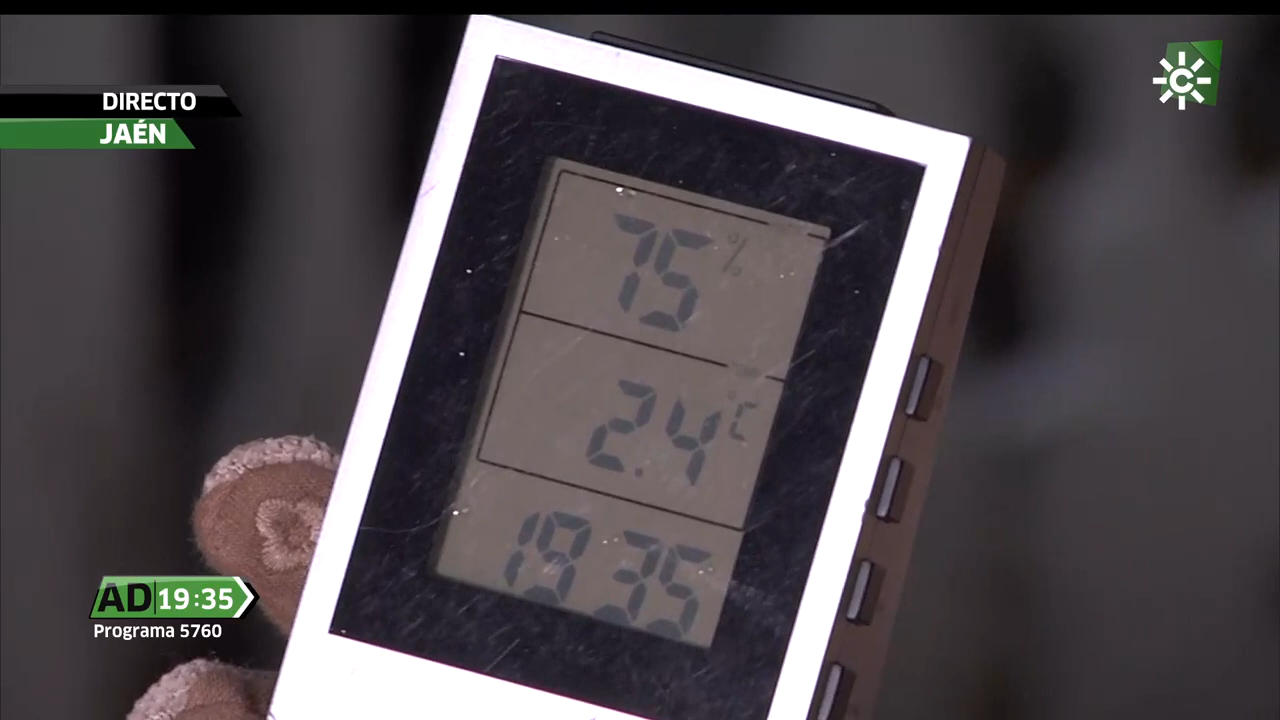 DIRECTO
JAÉN
C
75 %
2.4 °C
19 35
AD 19:35
Programa 5760